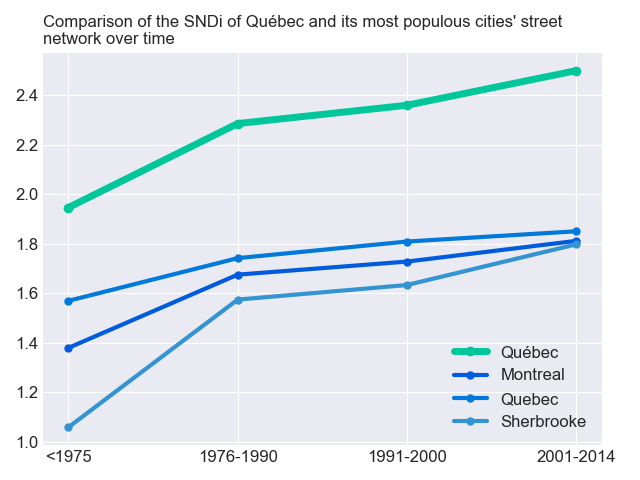 Comparison of the SNDi of Québec and its most populous cities' street
network over time
2.4
2.2
2.0
1.8
1.6
1.4
1.2
1.0
<1975
1976-1990
1991-2000
2001-2014
Québec
Montreal
Quebec
Sherbrooke